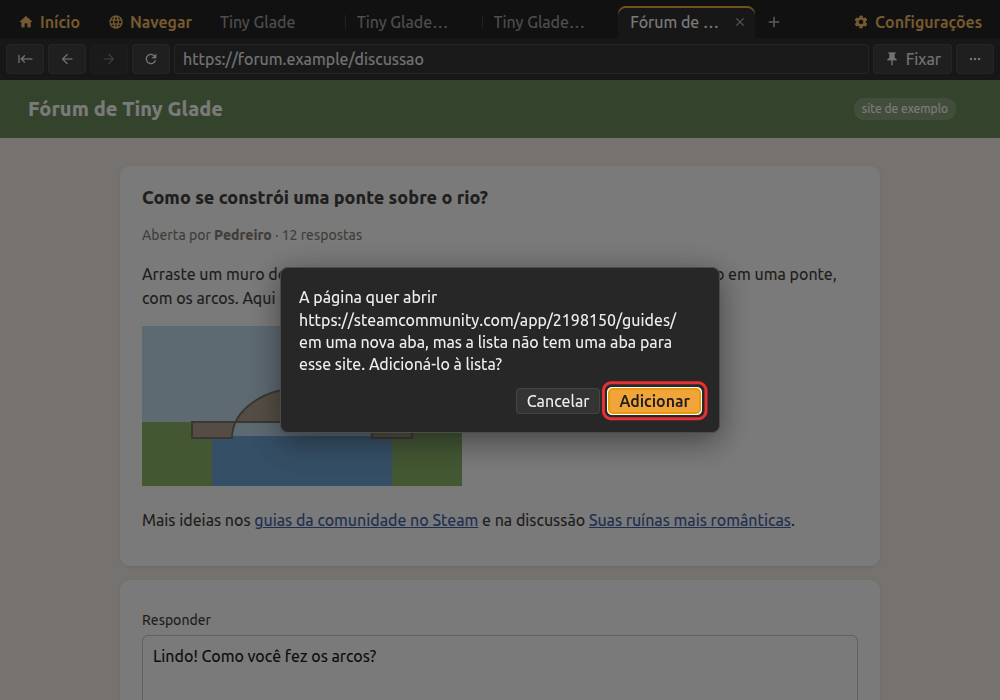 Início
Navegar
Tiny Glade
Tiny Glade…
Tiny Glade…
Fórum de …
Configurações
https://forum.example/discussao
Fixar
Fórum de Tiny Glade
site de exemplo
Como se constrói uma ponte sobre o rio?
Aberta por Pedreiro · 12 respostas
Arraste um muro
em uma ponte,
com os arcos. Aqui
A página quer abrir
https://steamcommunity.com/app/2198150/guides/
em uma nova aba, mas a lista não tem uma aba para
esse site. Adicioná-lo à lista?
Cancelar
Adicionar
Mais ideias nos guias da comunidade no Steam e na discussão Suas ruínas mais românticas.
Responder
Lindo! Como você fez os arcos?